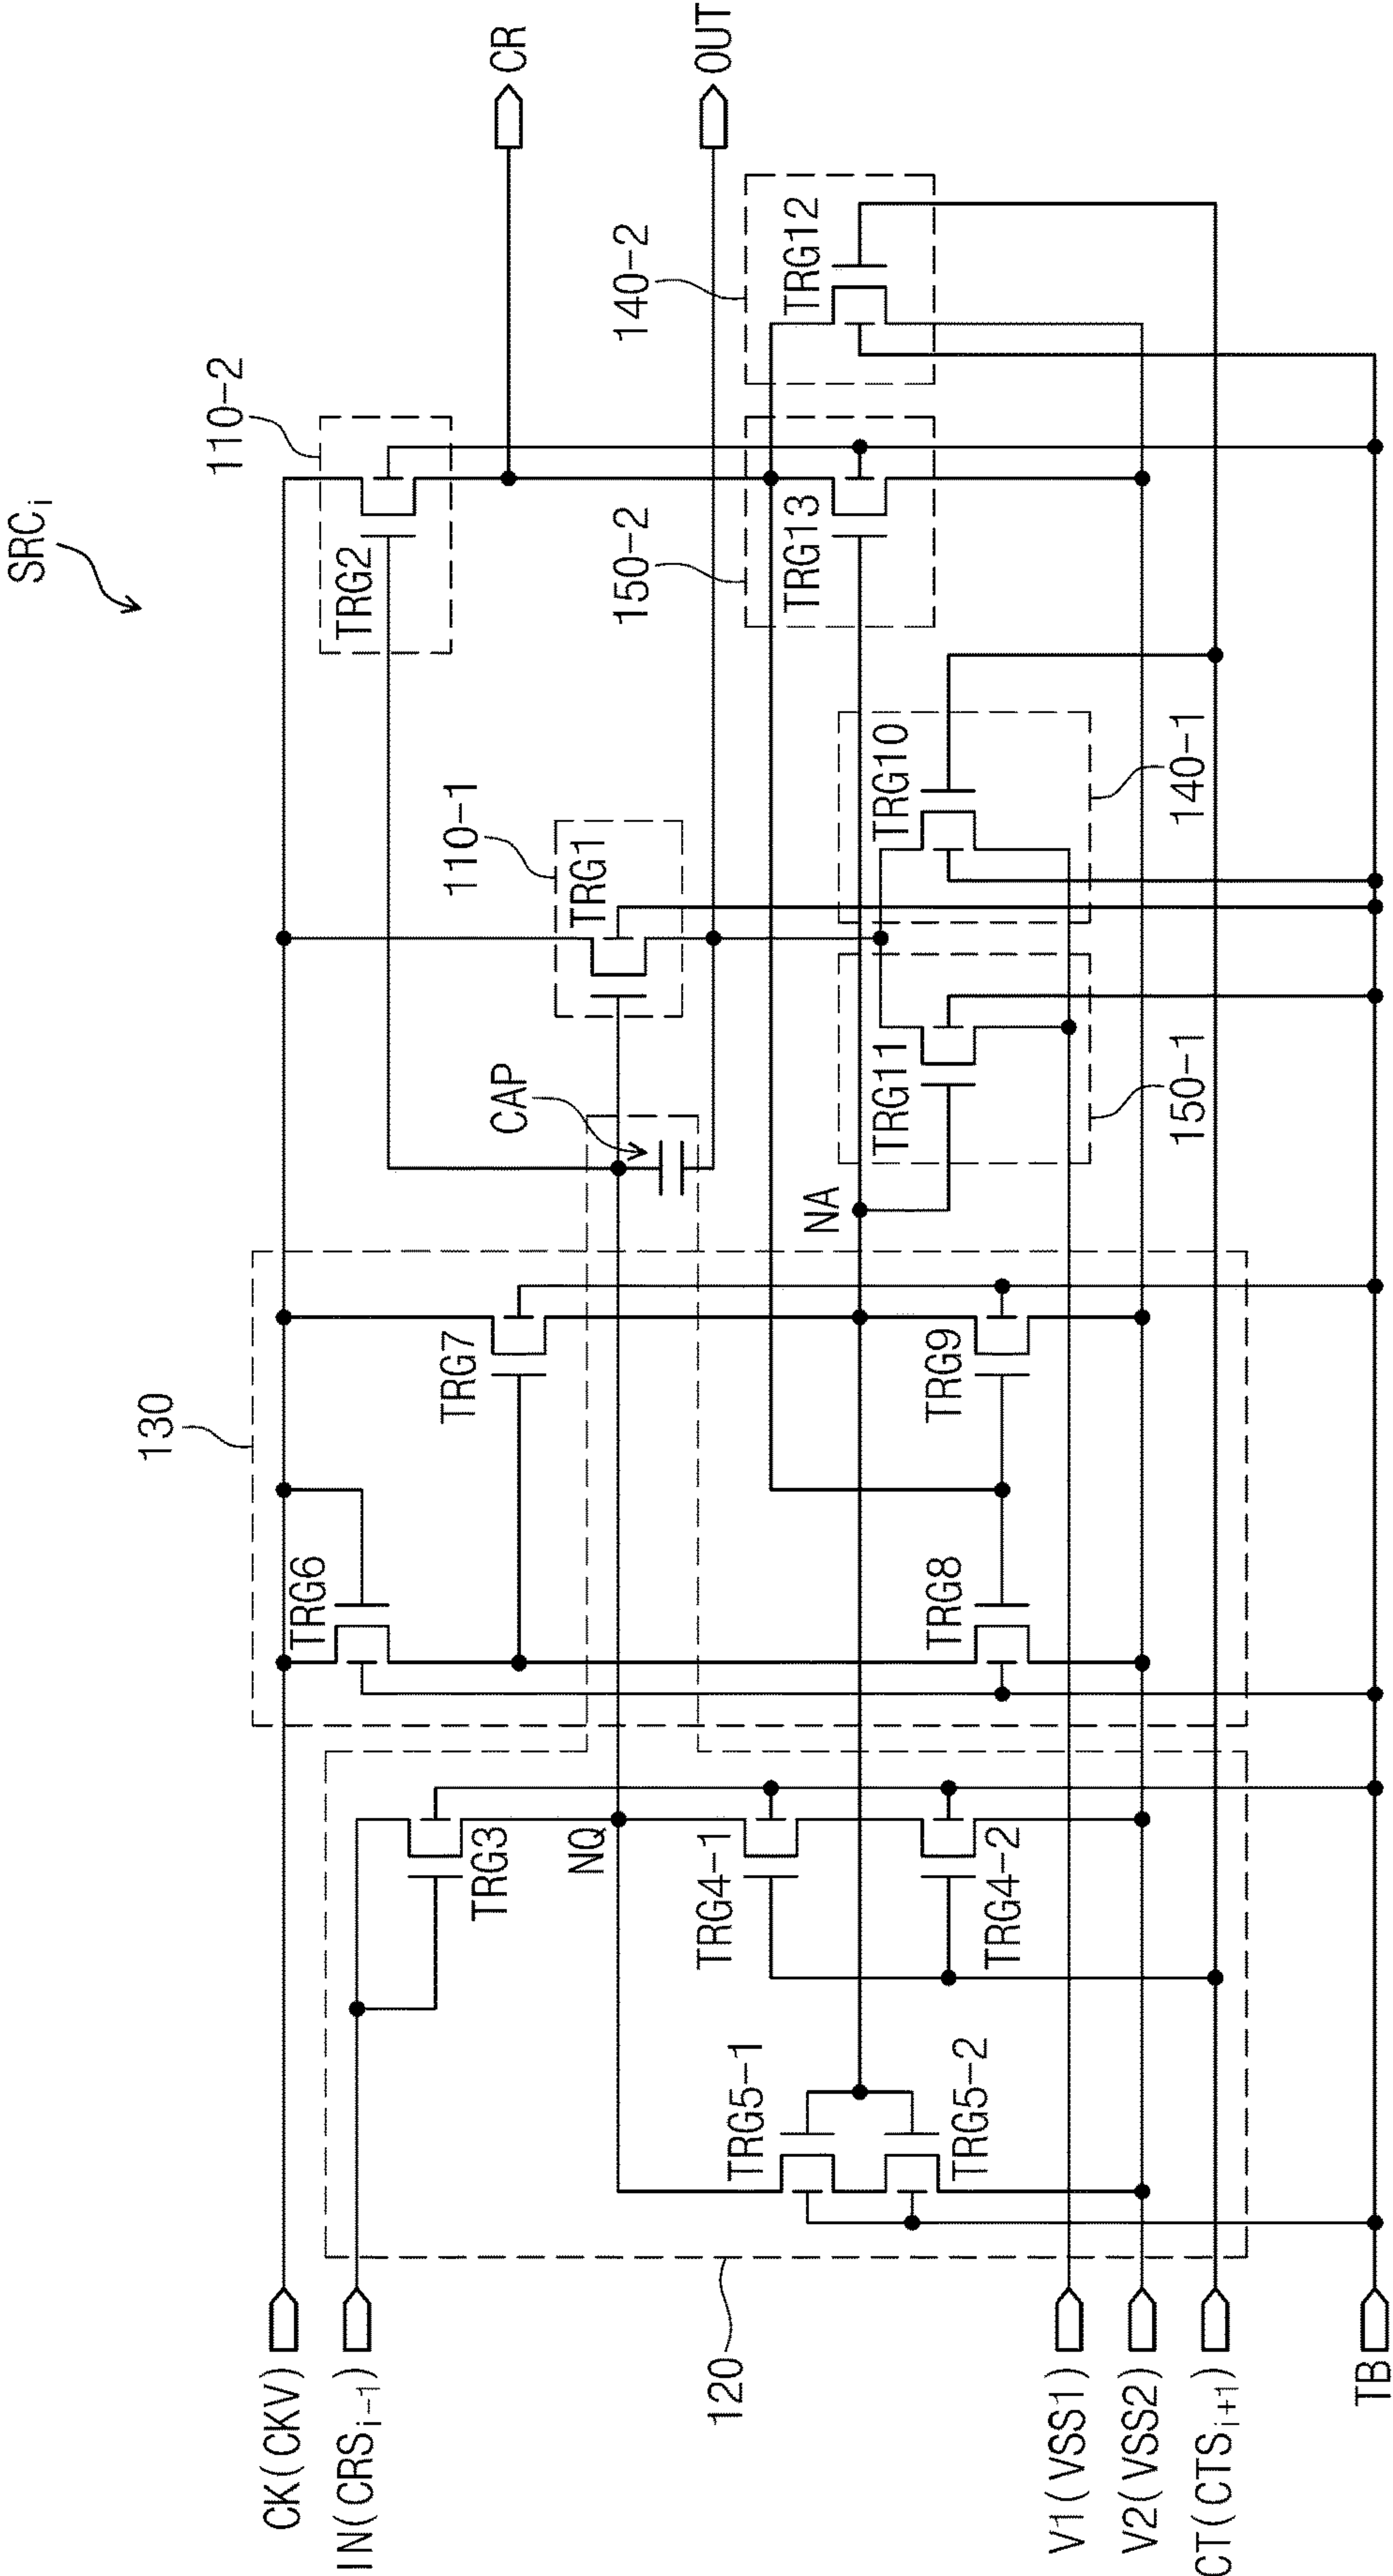 SRCi
CR
OUT
110-2
TRG2
140-2
TRG12
150-2
TRG13
110-1
TRG1
TRG10
140-1
CAP
TRG11
150-1
NA
130
TRG7
TRG9
TRG6
TRG8
TRG3
NQ
TRG4-1
TRG4-2
TRG5-1
TRG5-2
120
CK(CKV)
IN(CRSi-1)
V1(VSS1)
V2(VSS2)
CT(CTSi+1)
TB